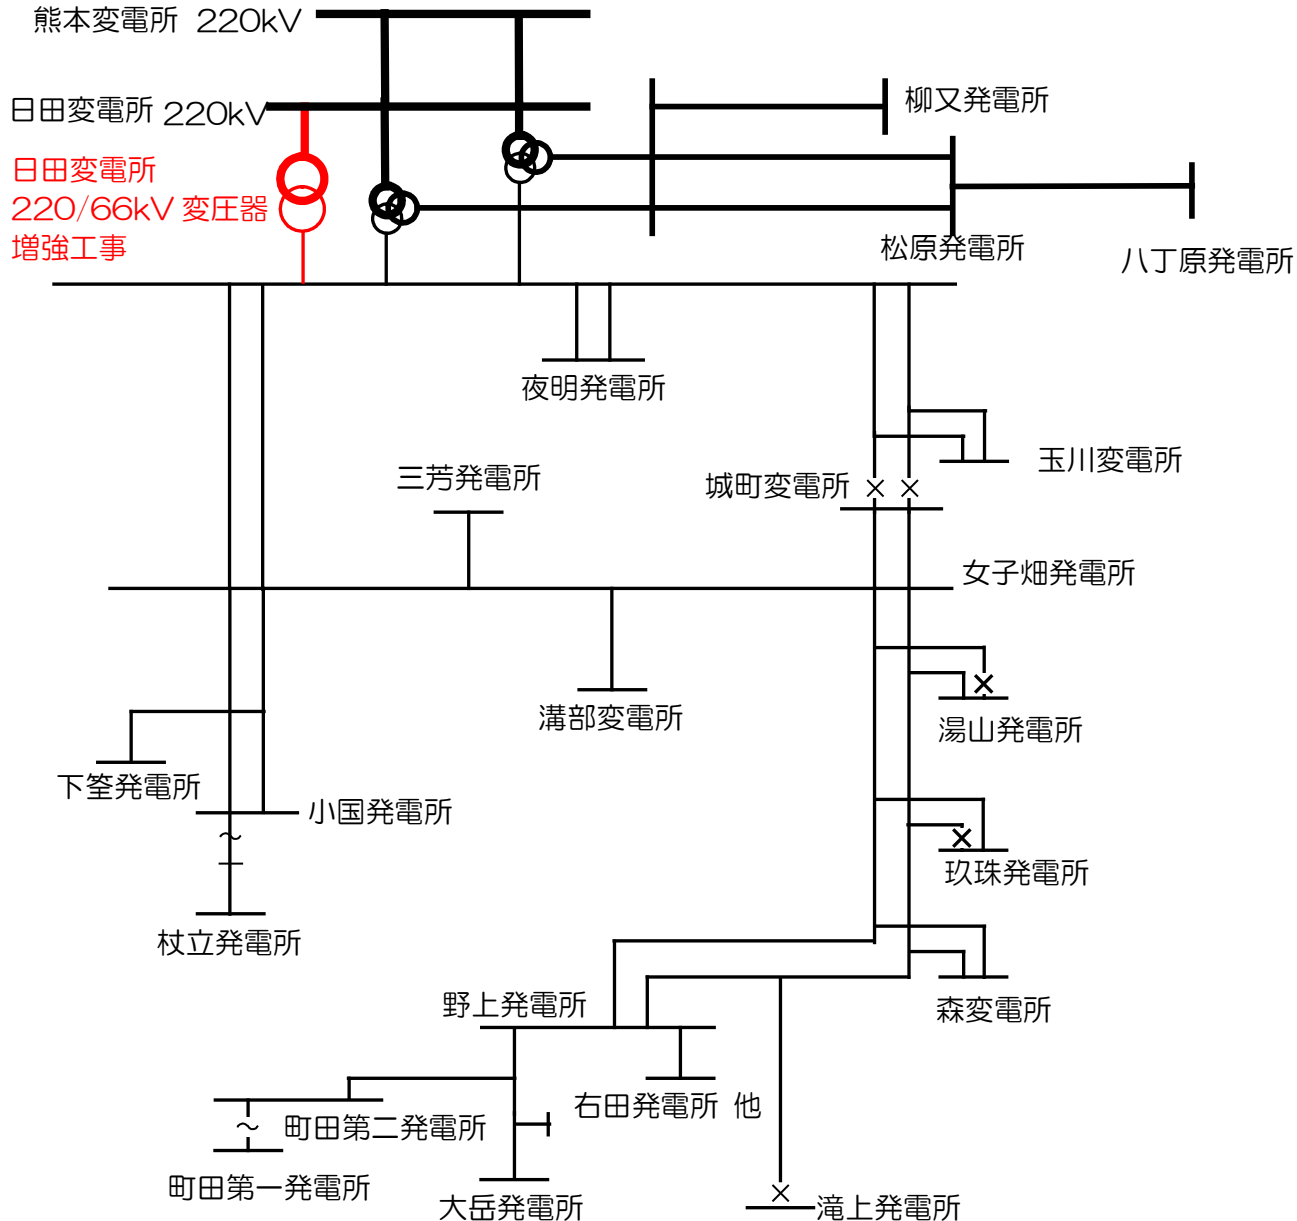 熊本変電所 220kV
日田変電所 220kV
柳又発電所
日田変電所
220/66kV 変圧器
増強工事
松原発電所
八丁原発電所
夜明発電所
玉川変電所
三芳発電所
城町変電所
女子畑発電所
溝部変電所
湯山発電所
下筌発電所
小国発電所
玖珠発電所
杖立発電所
野上発電所
森変電所
右田発電所 他
町田第二発電所
町田第一発電所
大岳発電所
滝上発電所